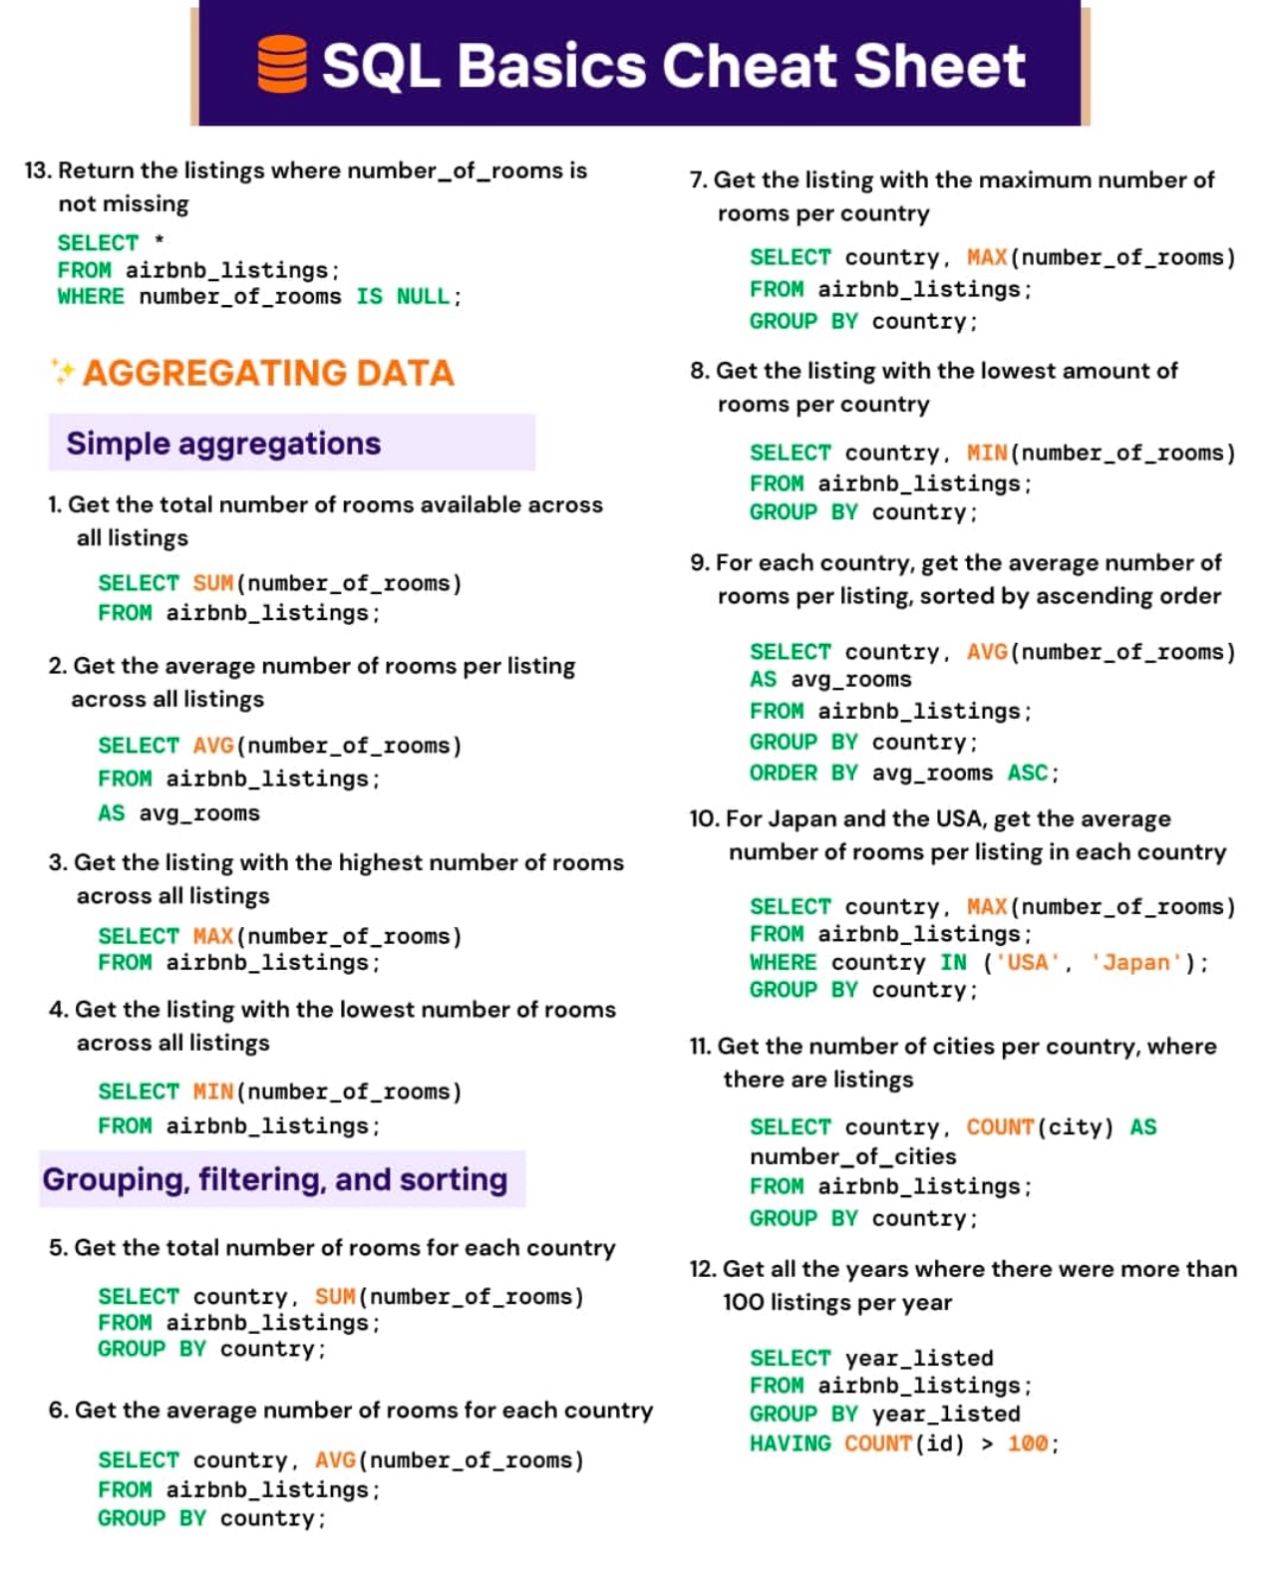 SQL Basics Cheat Sheet
13. Return the listings where number_of_rooms is
not missing
SELECT *
FROM airbnb_listings;
WHERE number_of_rooms IS NULL;
AGGREGATING DATA
Simple aggregations
1. Get the total number of rooms available across
all listings
SELECT SUM(number_of_rooms)
FROM airbnb_listings;
2. Get the average number of rooms per listing
across all listings
SELECT AVG(number_of_rooms)
FROM airbnb_listings;
AS avg_rooms
3. Get the listing with the highest number of rooms
across all listings
SELECT MAX(number_of_rooms)
FROM airbnb_listings;
4. Get the listing with the lowest number of rooms
across all listings
SELECT MIN(number_of_rooms)
FROM airbnb_listings;
Grouping, filtering, and sorting
5. Get the total number of rooms for each country
SELECT country, SUM(number_of_rooms)
FROM airbnb_listings;
GROUP BY country;
6. Get the average number of rooms for each country
SELECT country, AVG(number_of_rooms)
FROM airbnb_listings;
GROUP BY country;
7. Get the listing with the maximum number of
rooms per country
SELECT country, MAX(number_of_rooms)
FROM airbnb_listings;
GROUP BY country;
8. Get the listing with the lowest amount of
rooms per country
SELECT country, MIN(number_of_rooms)
FROM airbnb_listings;
GROUP BY country;
9. For each country, get the average number of
rooms per listing, sorted by ascending order
SELECT country, AVG(number_of_rooms)
AS avg_rooms
FROM airbnb_listings;
GROUP BY country;
ORDER BY avg_rooms ASC;
10. For Japan and the USA, get the average
number of rooms per listing in each country
SELECT country, MAX(number_of_rooms)
FROM airbnb_listings;
WHERE country IN ('USA', 'Japan');
GROUP BY country;
11. Get the number of cities per country, where
there are listings
SELECT country, COUNT(city) AS
number_of_cities
FROM airbnb_listings;
GROUP BY country;
12. Get all the years where there were more than
100 listings per year
SELECT year_listed
FROM airbnb_listings;
GROUP BY year_listed
HAVING COUNT(id) > 100;